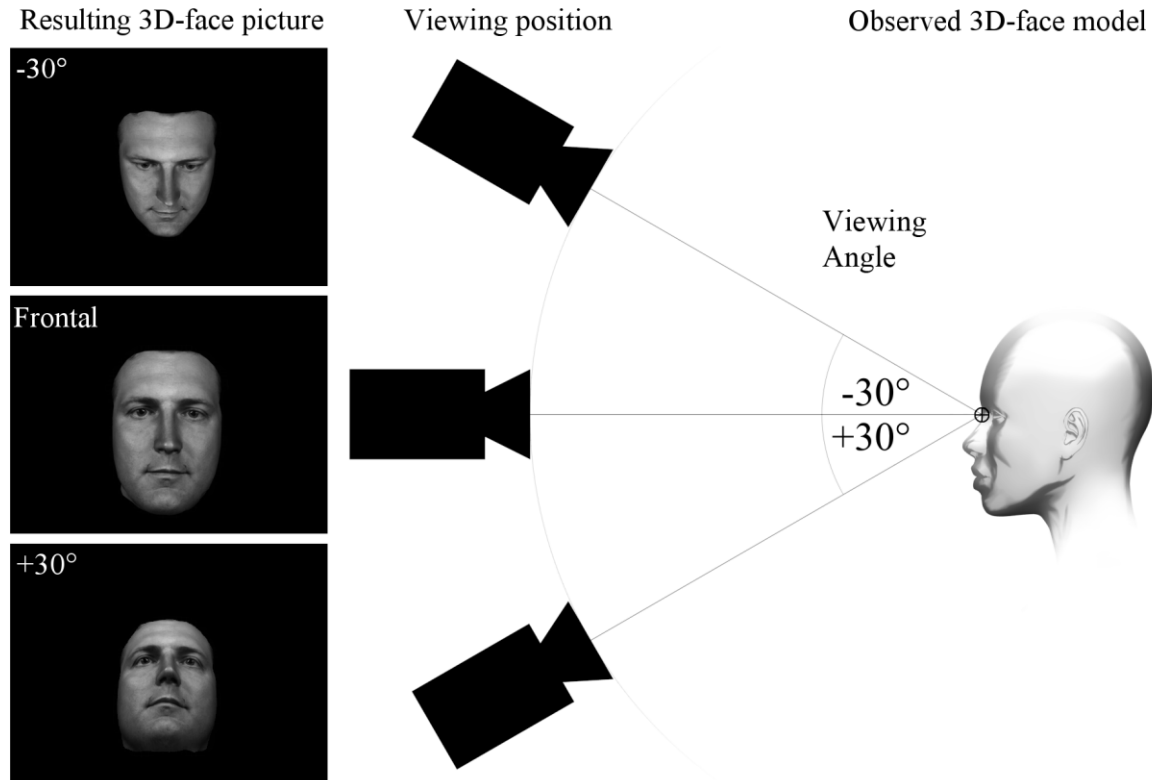 Resulting 3D-face picture
Viewing position
Observed 3D-face model
-30°
Frontal
+30°
Viewing
Angle
-30°
+30°